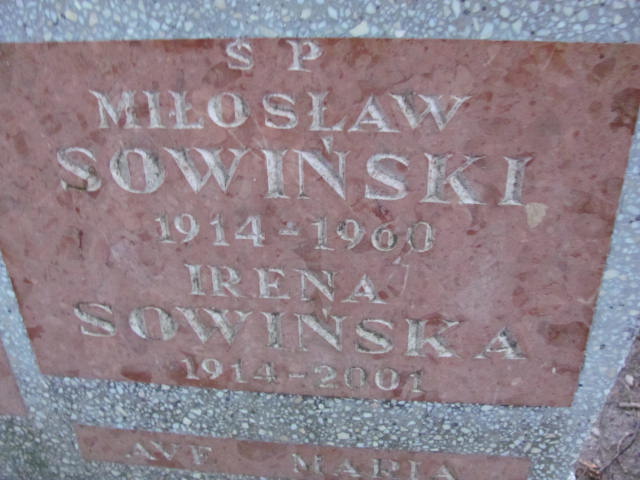 Ś P
MIŁOSŁAW
SOWIŃSKI
1914-1960
IRENA
SOWIŃSKA
1914-2001
AVE MARIA